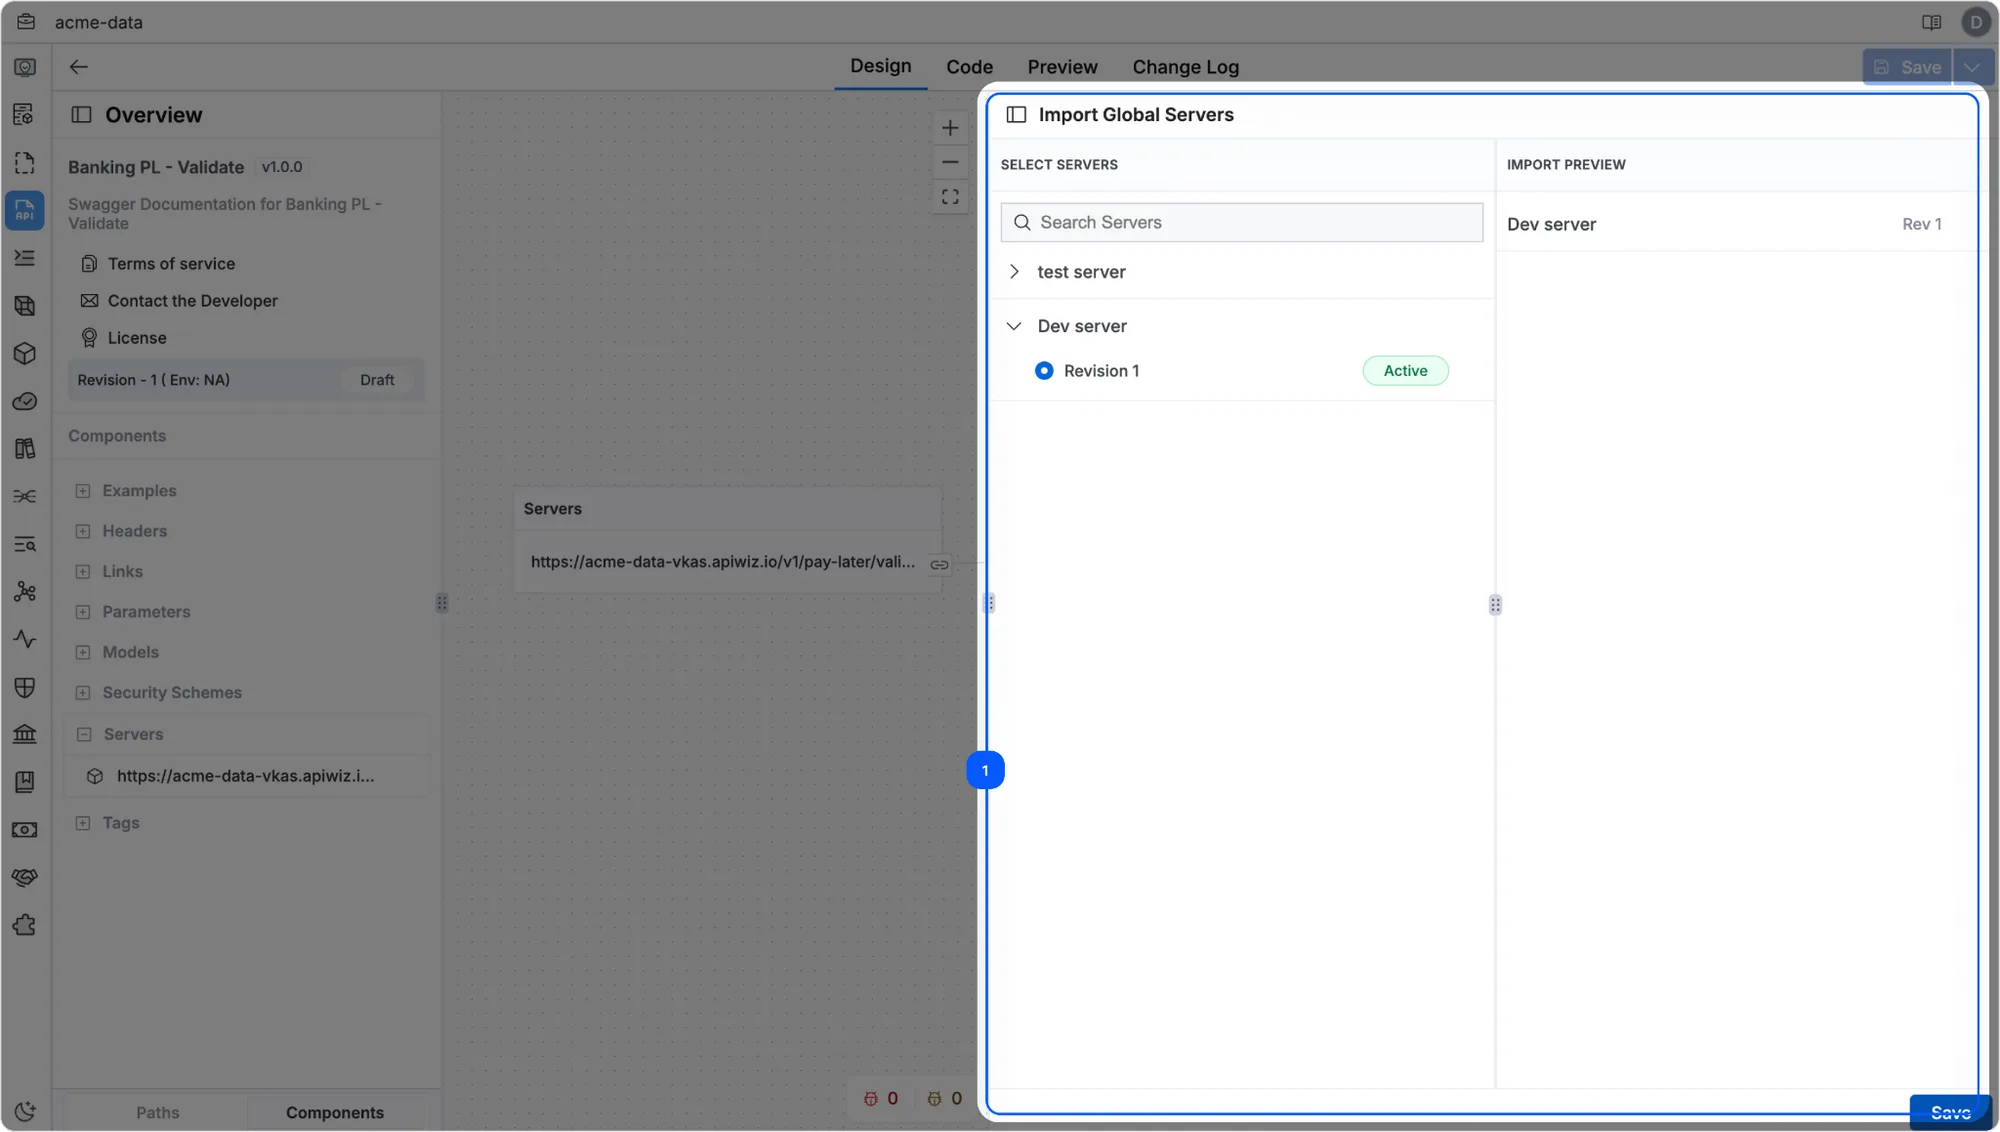 acme-data
D
Design
Code
Preview
Change Log
Save
Overview
Banking PL - Validate
v1.0.0
Swagger Documentation for Banking PL -
Validate
Terms of service
Contact the Developer
License
Revision - 1 ( Env: NA)
Draft
Components
Examples
Headers
Links
Parameters
Models
Security Schemes
Servers
https://acme-data-vkas.apiwiz.i...
Tags
Paths
Components
API
Servers
https://acme-data-vkas.apiwiz.io/v1/pay-later/vali...
0
0
1
Import Global Servers
SELECT SERVERS
Search Servers
test server
Dev server
Revision 1
Active
IMPORT PREVIEW
Dev server
Rev 1
Save